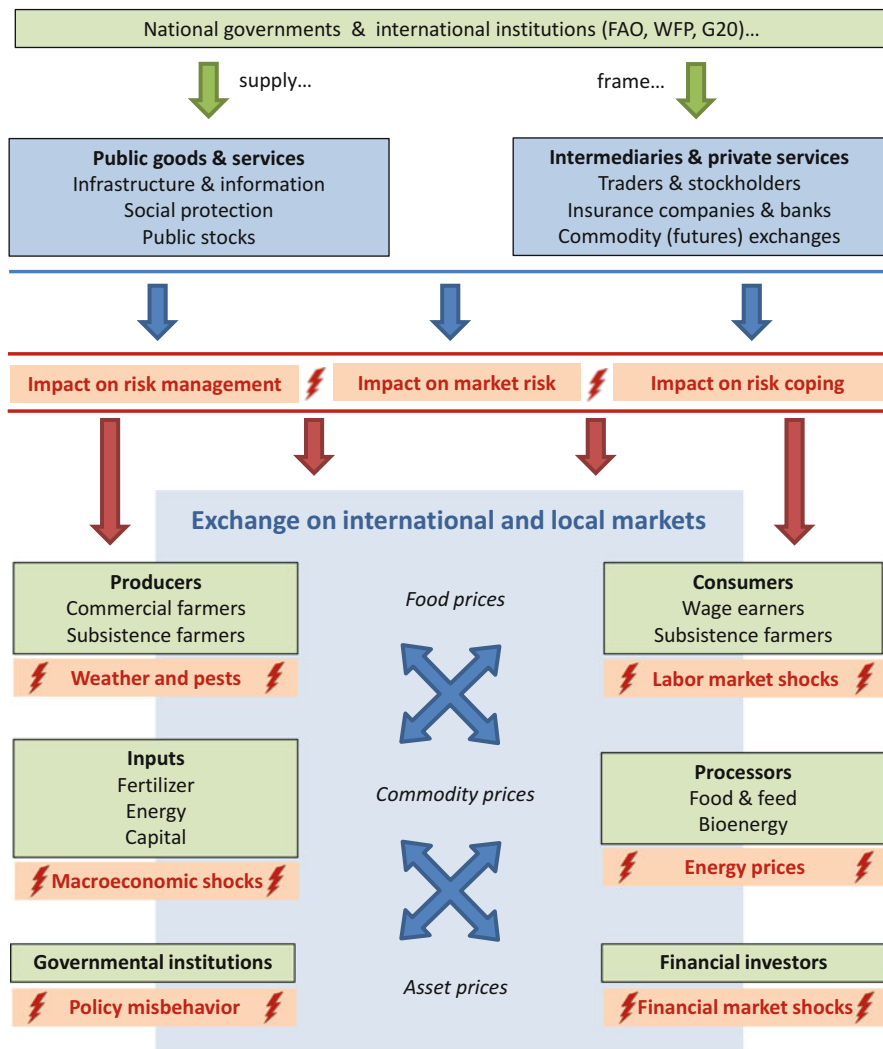 National governments & international institutions (FAO, WFP, G20)...
supply...
frame...
Public goods & services
Infrastructure & information
Social protection
Public stocks
Intermediaries & private services
Traders & stockholders
Insurance companies & banks
Commodity (futures) exchanges
Impact on risk management
Impact on market risk
Impact on risk coping
Exchange on international and local markets
Producers
Commercial farmers
Subsistence farmers
Weather and pests
Food prices
Consumers
Wage earners
Subsistence farmers
Labor market shocks
Inputs
Fertilizer
Energy
Capital
Macroeconomic shocks
Commodity prices
Processors
Food & feed
Bioenergy
Energy prices
Governmental institutions
Policy misbehavior
Asset prices
Financial investors
Financial market shocks